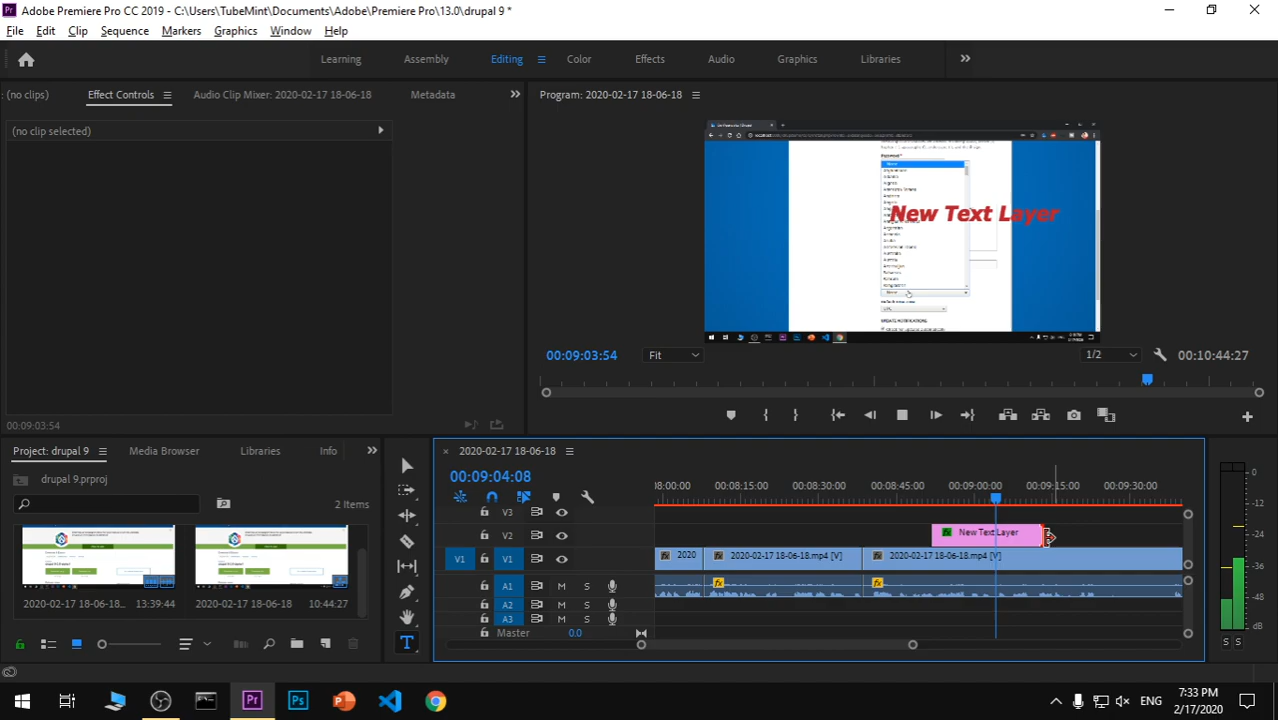 Adobe Premiere Pro CC 2019 - C:\Users\TubeMint\Documents\Adobe\Premiere Pro\13.0\drupal 9 *
File Edit Clip Sequence Markers Graphics Window Help
Learning Assembly Editing Color Effects Audio Graphics Libraries
: (no clips) Effect Controls Audio Clip Mixer: 2020-02-17 18-06-18 Metadata
Program: 2020-02-17 18-06-18
(no clip selected)
New Text Layer
00:09:03:54 Fit 1/2 00:10:44:27
00:09:03:54
Project: drupal 9 Media Browser Libraries Info
2020-02-17 18-06-18
drupal 9.prproj
00:09:04:08
2 Items
:08:00:00 00:08:15:00 00:08:30:00 00:08:45:00 00:09:00:00 00:09:15:00 00:09:30:00
V3
V2 New Text Layer
V1 V1 2020 2020-02-17 18-06-18.mp4 [V] 2020-02-17 18-06-18.mp4 [V]
A1 M S
A2 M S
A3 M S
Master 0.0
2020-02-17 18-06-18... 13:39:44 2020-02-17 18-06-18 10:44:27
0
-12
-24
-36
-48
dB
S S
T
Pr Ps
ENG
7:33 PM
2/17/2020